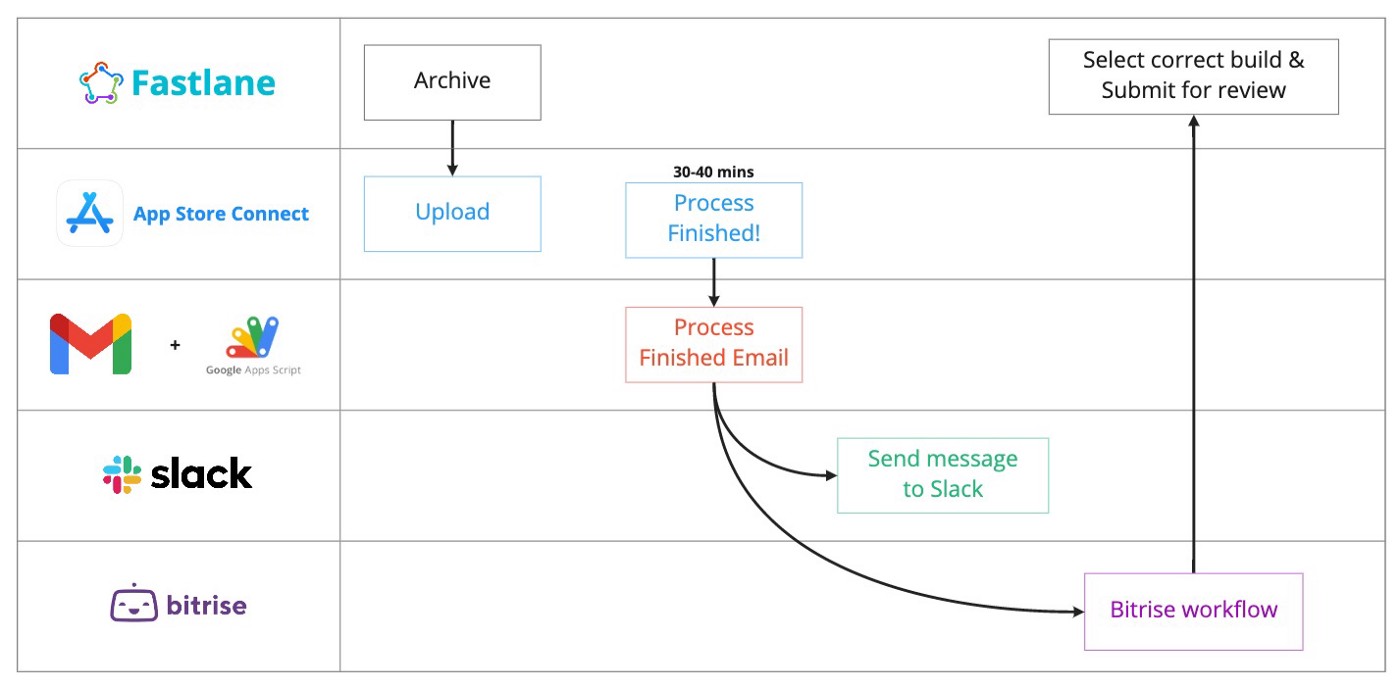 Fastlane
Archive
Select correct build &
Submit for review
App Store Connect
Upload
30-40 mins
Process
Finished!
+
Google Apps Script
Process
Finished Email
slack
Send message
to Slack
bitrise
Bitrise workflow